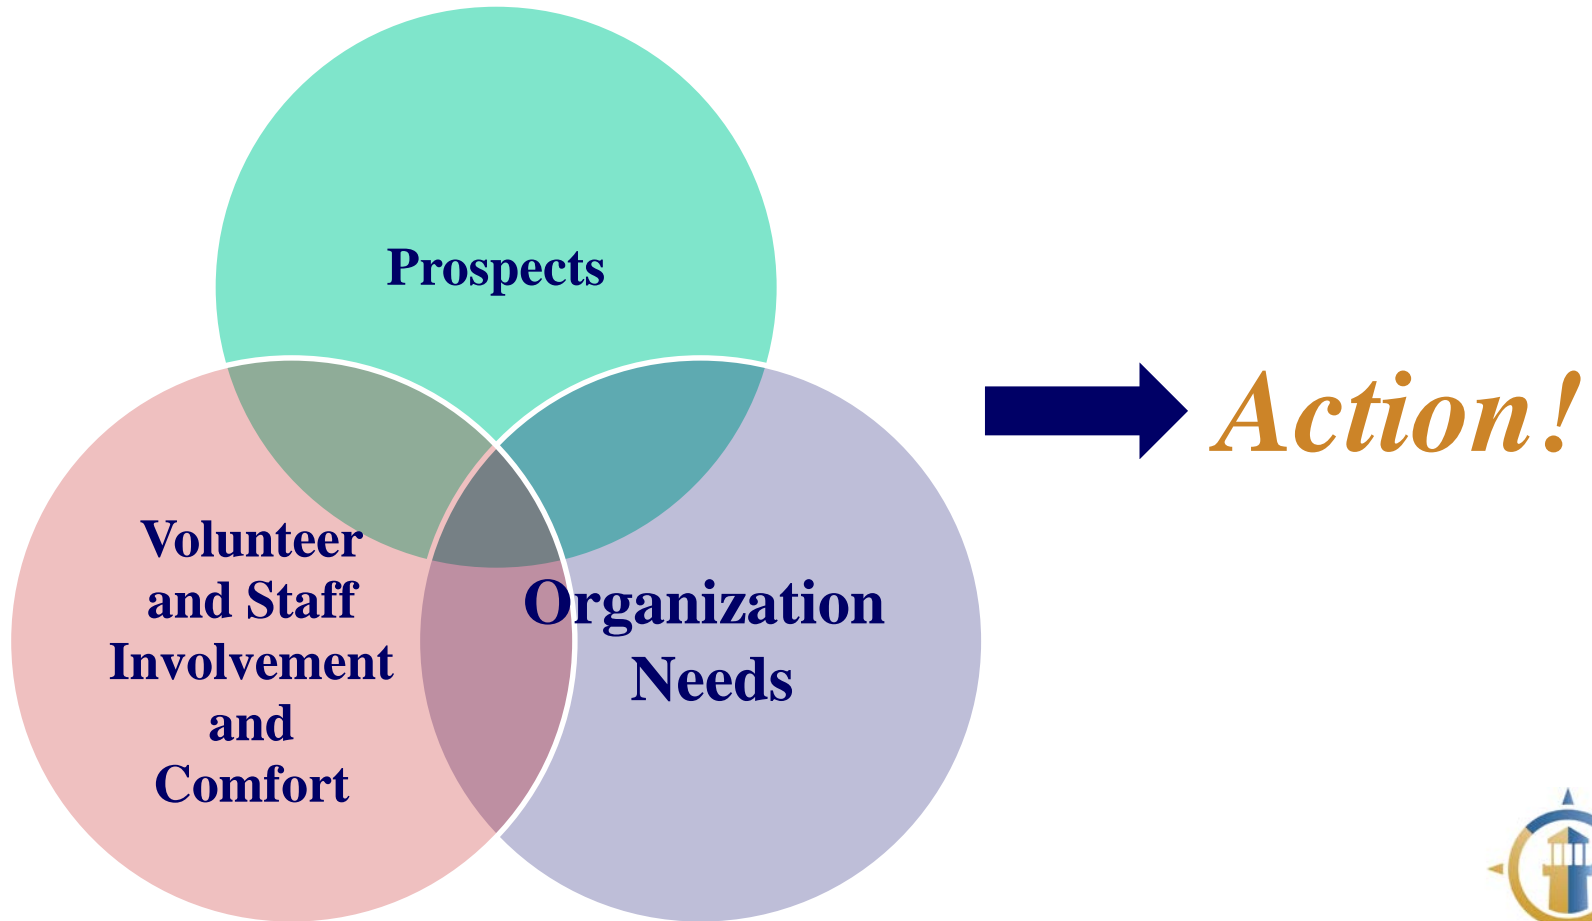 Prospects
Action!
Volunteer
and Staff
Involvement
and
Comfort
Organization
Needs